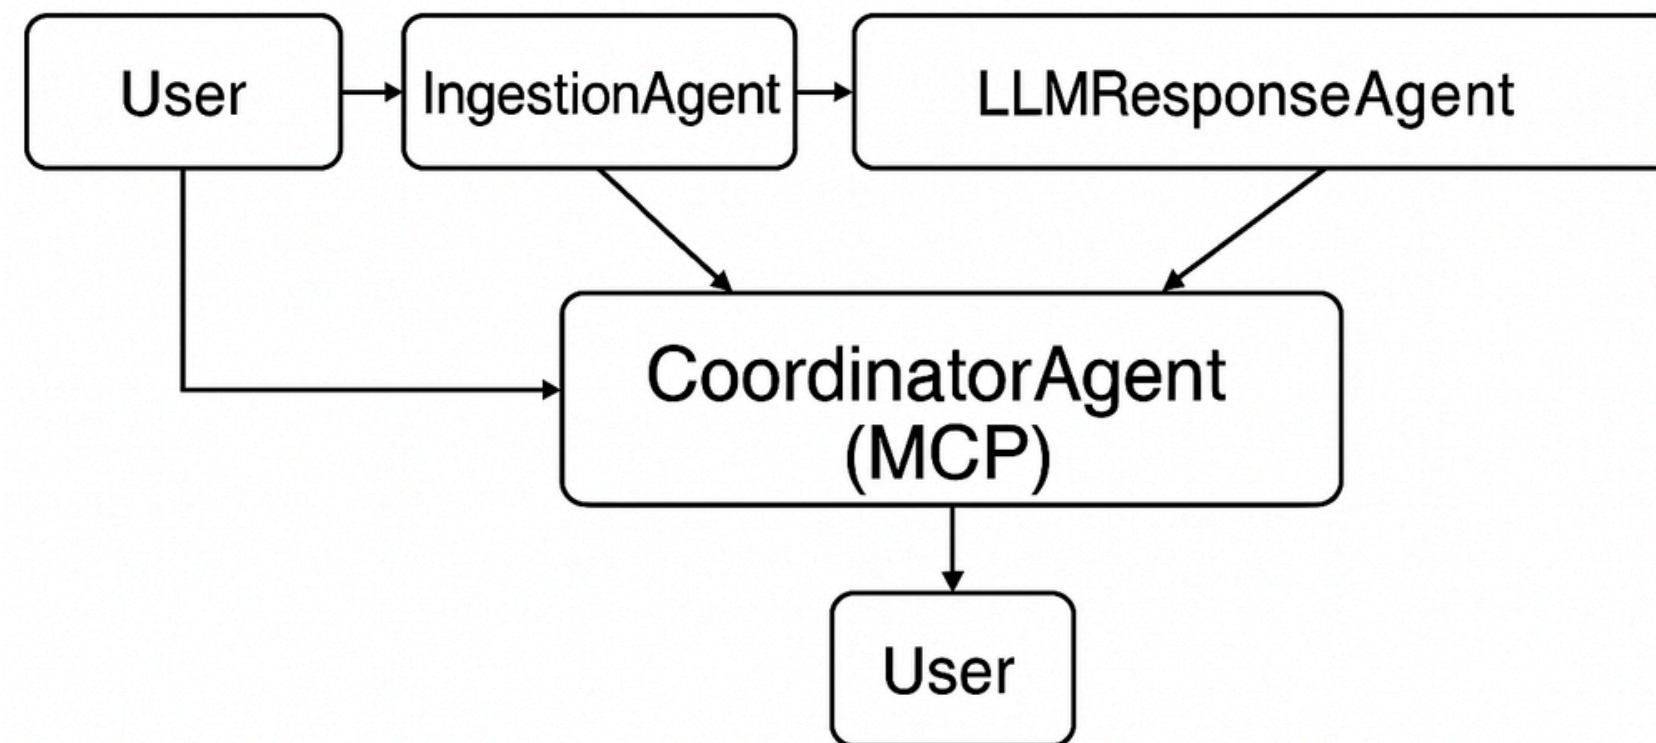 User
IngestionAgent
LLMResponseAgent
CoordinatorAgent
(MCP)
User